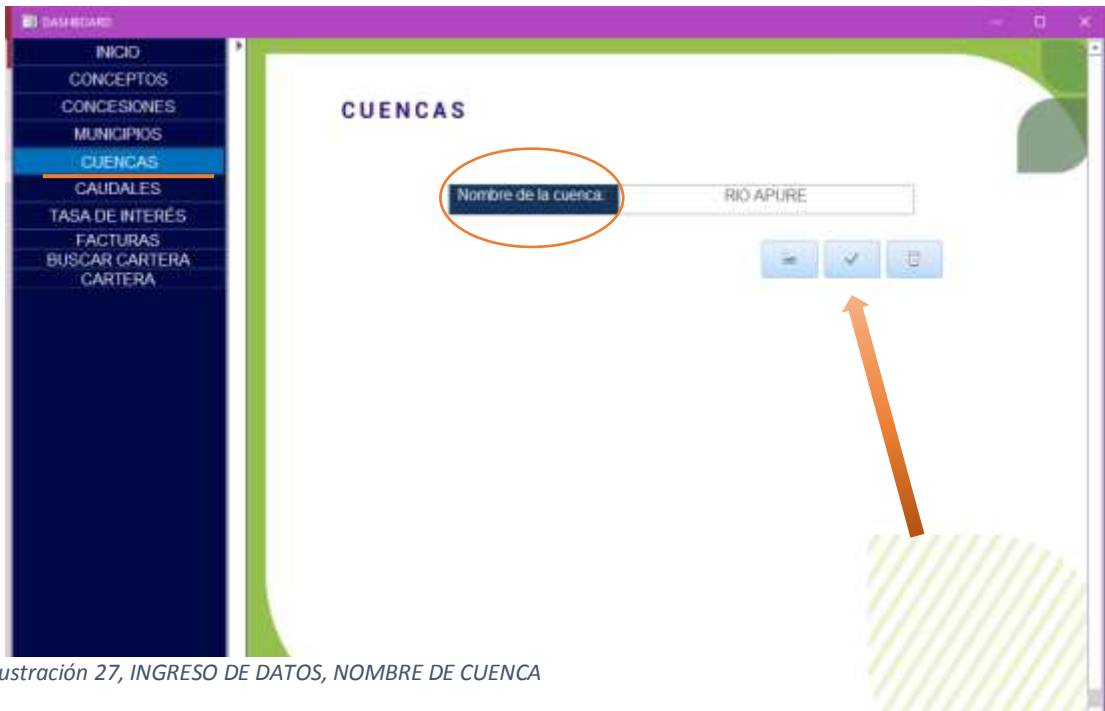 DASHBOARD
INICIO
CONCEPTOS
CONCESIONES
MUNICIPIOS
CUENCAS
CAUDALES
TASA DE INTERÉS
FACTURAS
BUSCAR CARTERA
CARTERA
CUENCAS
Nombre de la cuenca: RIO APURE
ustración 27, INGRESO DE DATOS, NOMBRE DE CUENCA